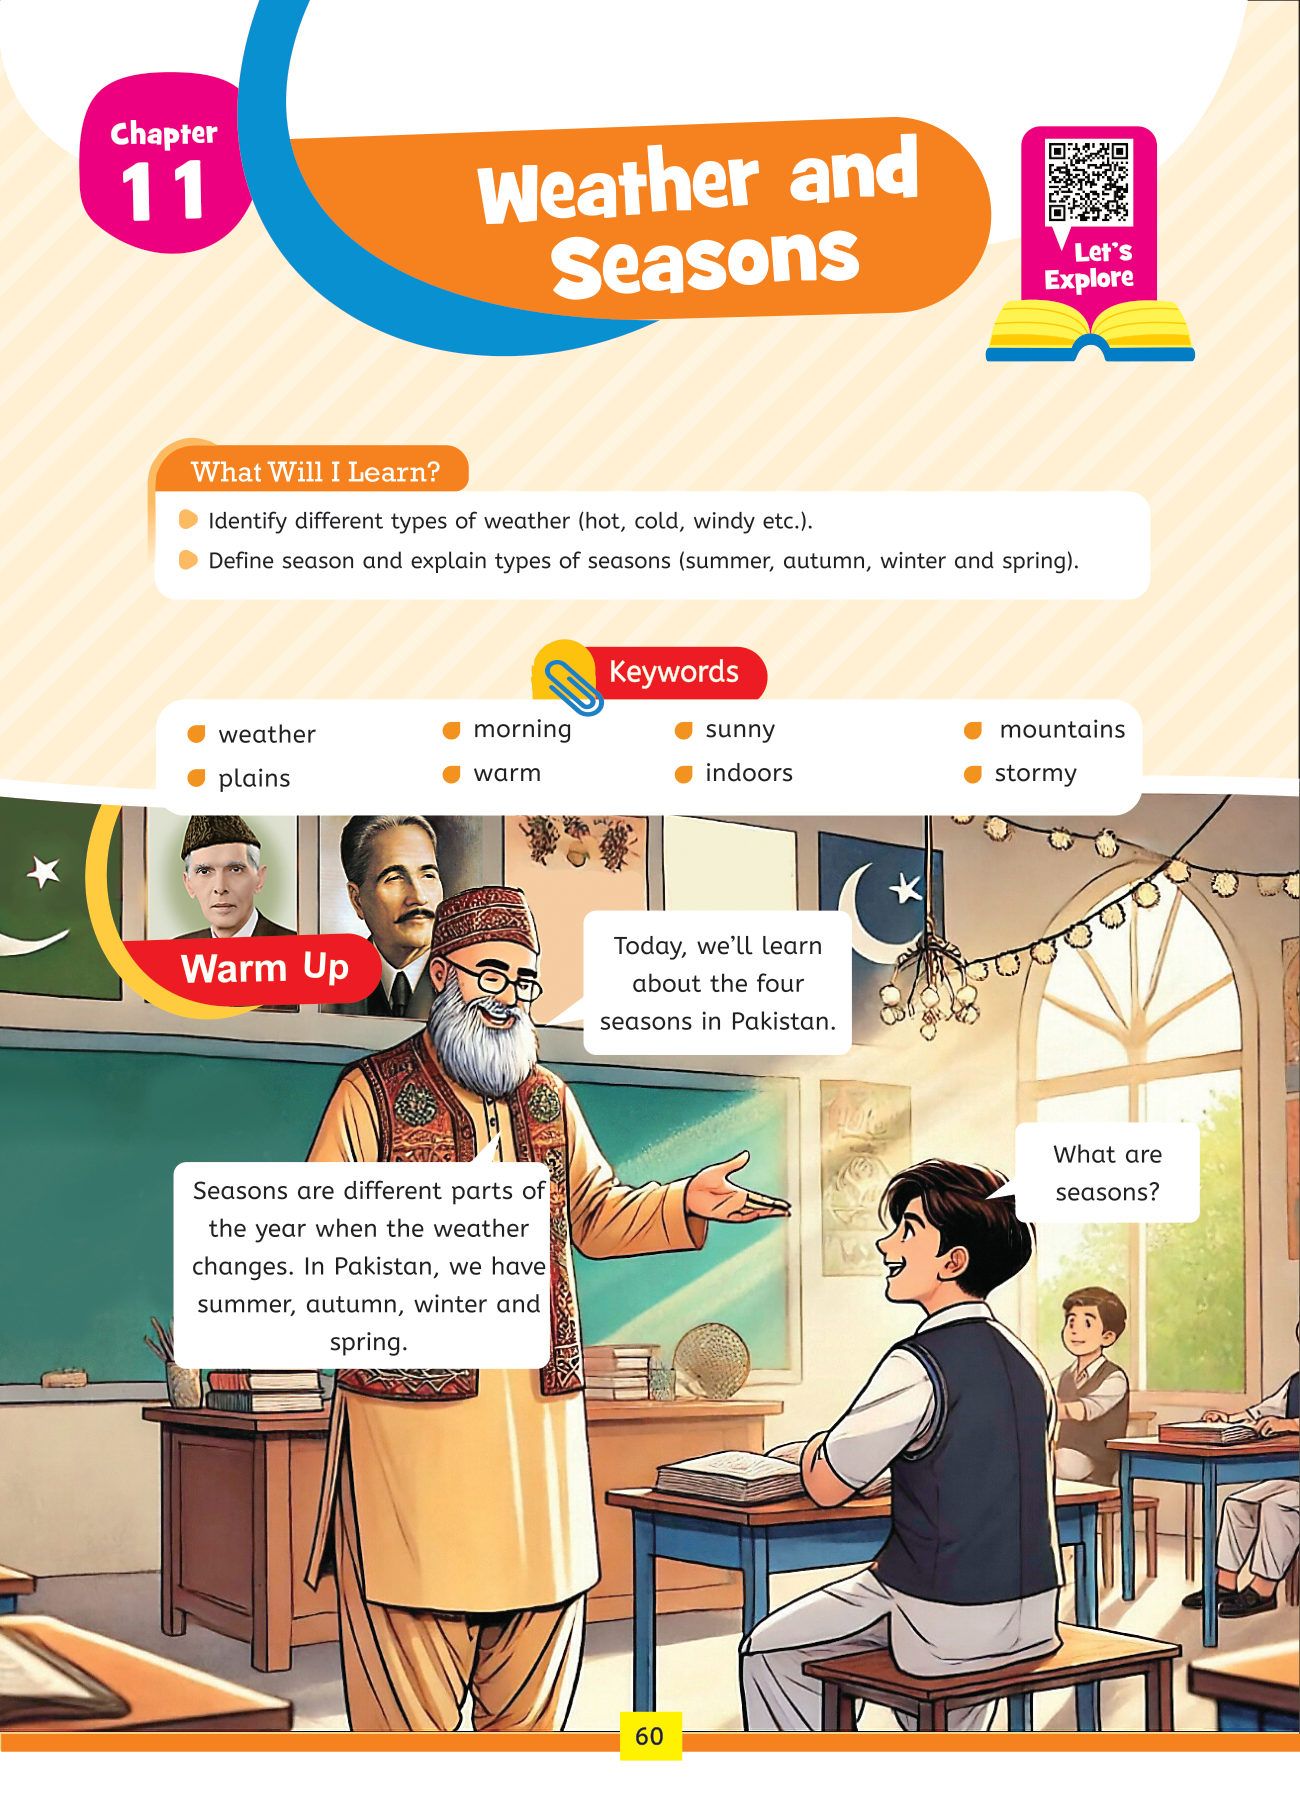 Chapter
11
Weather and
Seasons
Let's
Explore
What Will I Learn?
Identify different types of weather (hot, cold, windy etc.).
Define season and explain types of seasons (summer, autumn, winter and spring).
Keywords
weather
morning
sunny
mountains
plains
warm
indoors
stormy
Warm Up
Today, we'll learn
about the four
seasons in Pakistan.
What are
seasons?
Seasons are different parts of
the year when the weather
changes. In Pakistan, we have
summer, autumn, winter and
spring.
60